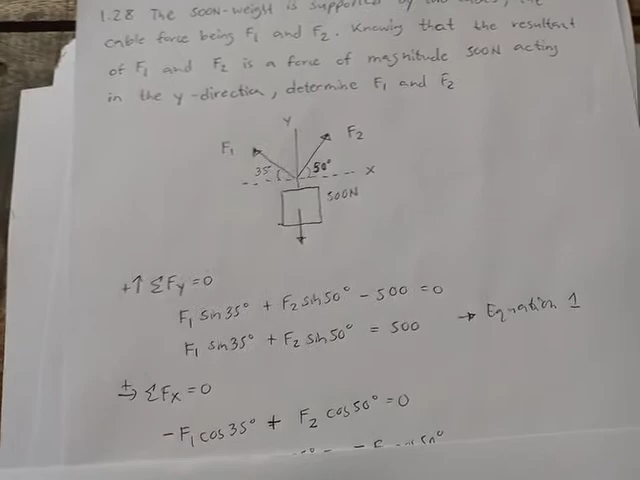 1.28 The 500N-weight is supported by two
cable force being F₁ and F₂. Knowing that the resultant
of F₁ and F₂ is a force of magnitude 500N acting
in the y-direction, determine F₁ and F₂
y
F₁
F₂
35°
50°
x
500N
+↑ ΣFy = 0
F₁ sin35° + F₂ sin50° - 500 = 0
F₁ sin35° + F₂ sin50° = 500 → Equation 1
+→ ΣFx = 0
-F₁ cos35° + F₂ cos50° = 0